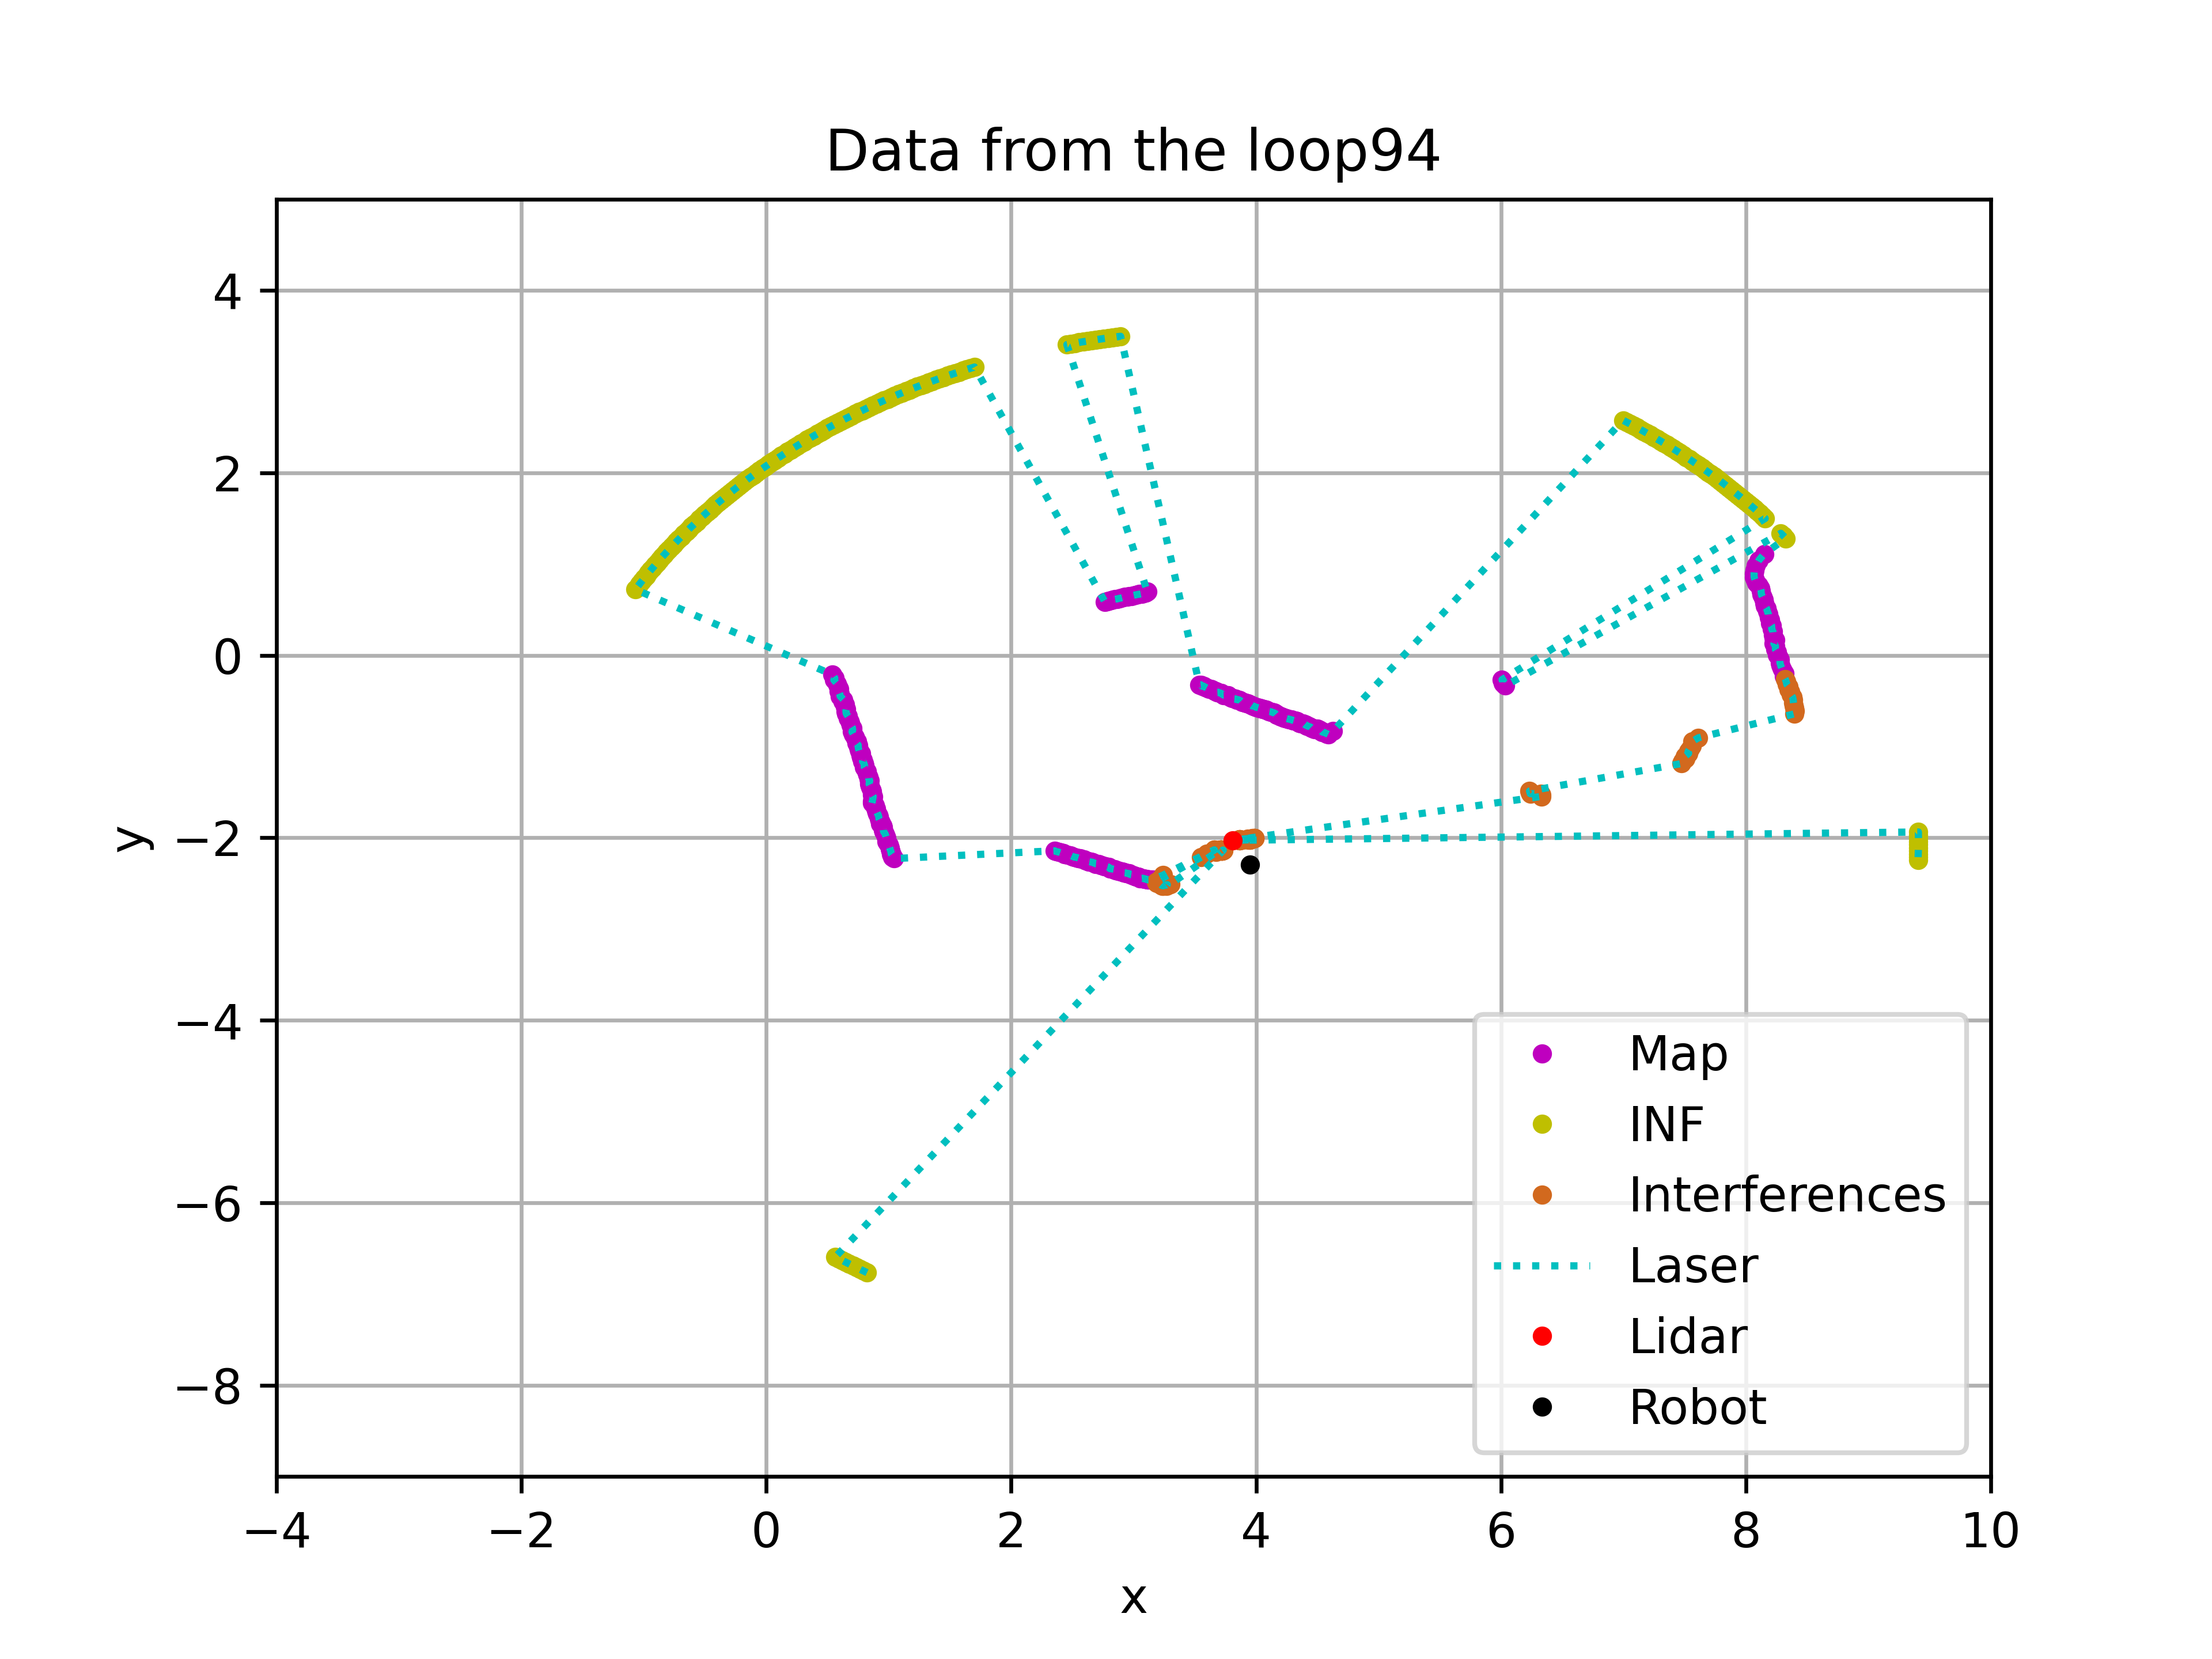 Data from the loop94
4
2
0
−2
−4
−6
−8
y
Map
INF
Interferences
Laser
Lidar
Robot
−4 −2 0 2 4 6 8 10
x